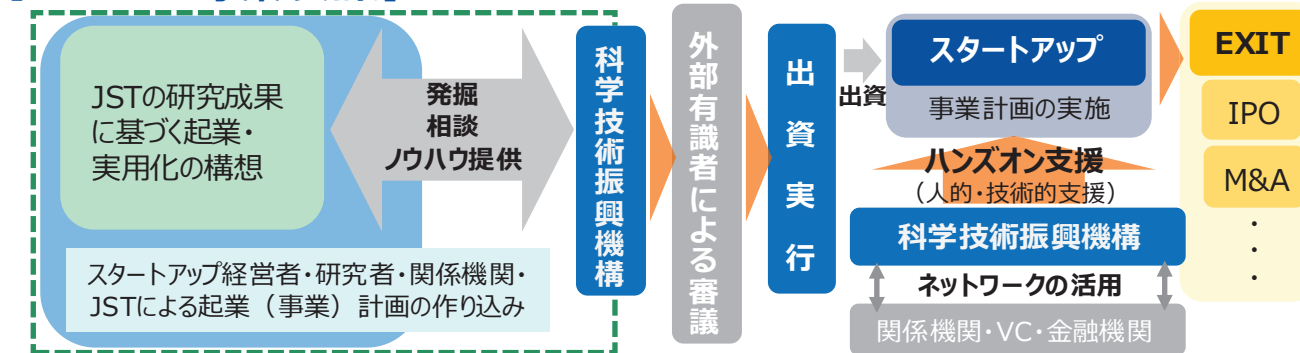 JSTの研究成果
に基づく起業・
実用化の構想
発掘
相談
ノウハウ提供
スタートアップ経営者・研究者・関係機関・
JSTによる起業（事業）計画の作り込み
科学技術振興機構
外部有識者による審議
出資実行
出資
スタートアップ
事業計画の実施
ハンズオン支援
（人的・技術的支援）
科学技術振興機構
ネットワークの活用
関係機関・VC・金融機関
EXIT
IPO
M&A
・
・
・